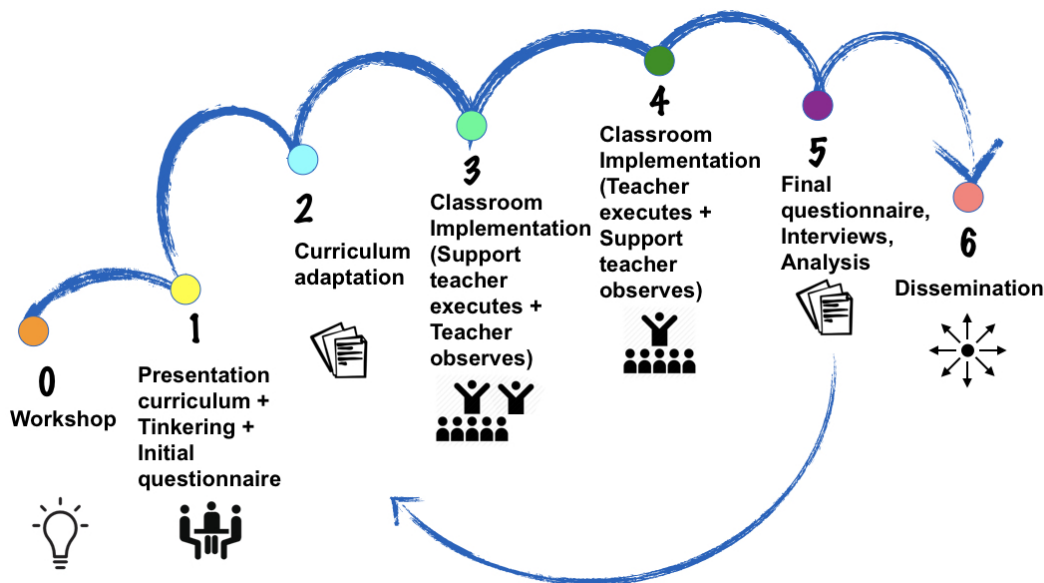 0
Workshop
1
Presentation
curriculum +
Tinkering +
Initial
questionnaire
2
Curriculum
adaptation
3
Classroom
Implementation
(Support
teacher
executes +
Teacher
observes)
4
Classroom
Implementation
(Teacher
executes +
Support
teacher
observes)
5
Final
questionnaire,
Interviews,
Analysis
6
Dissemination